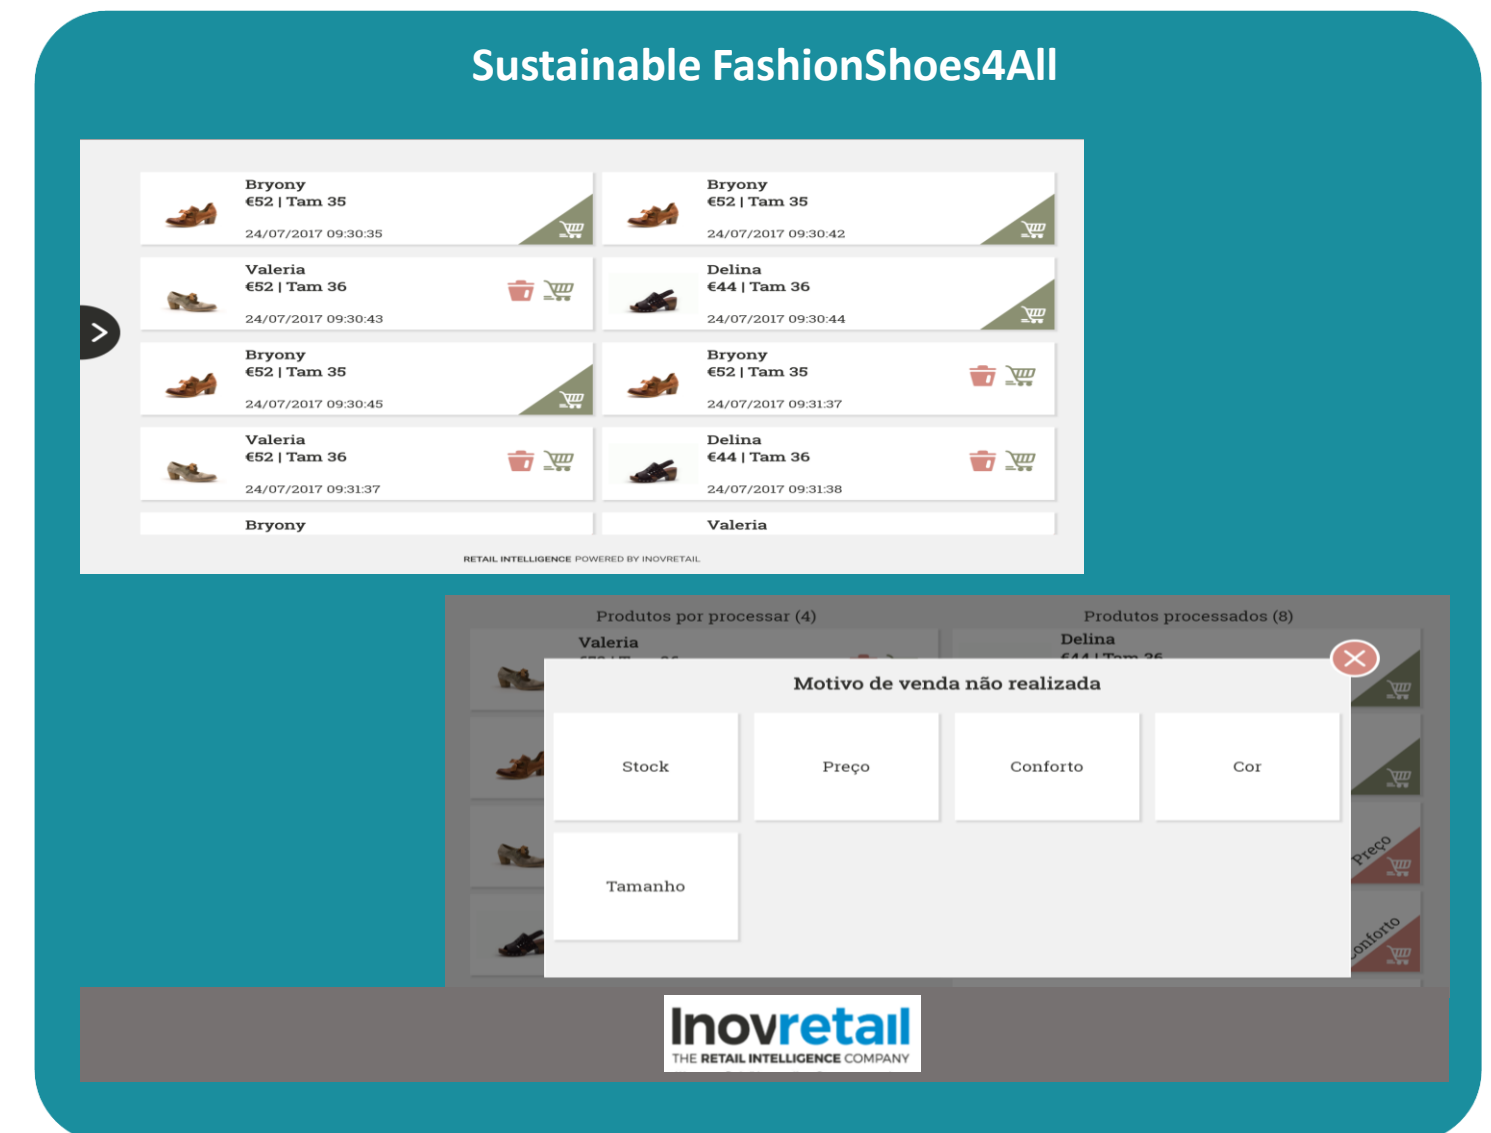 Sustainable FashionShoes4All
Bryony
€52 | Tam 35
24/07/2017 09:30:35
Bryony
€52 | Tam 35
24/07/2017 09:30:42
Valeria
€52 | Tam 36
24/07/2017 09:30:43
Delina
€44 | Tam 36
24/07/2017 09:30:44
Bryony
€52 | Tam 35
24/07/2017 09:30:45
Bryony
€52 | Tam 35
24/07/2017 09:31:37
Valeria
€52 | Tam 36
24/07/2017 09:31:37
Delina
€44 | Tam 36
24/07/2017 09:31:38
Bryony
Valeria
RETAIL INTELLIGENCE POWERED BY INOVRETAIL
Produtos por processar (4)
Produtos processados (8)
Valeria
Delina
€44 | Tam 36
Motivo de venda não realizada
Stock
Preço
Conforto
Cor
Tamanho
Preço
onforto
Inovretail
THE RETAIL INTELLIGENCE COMPANY